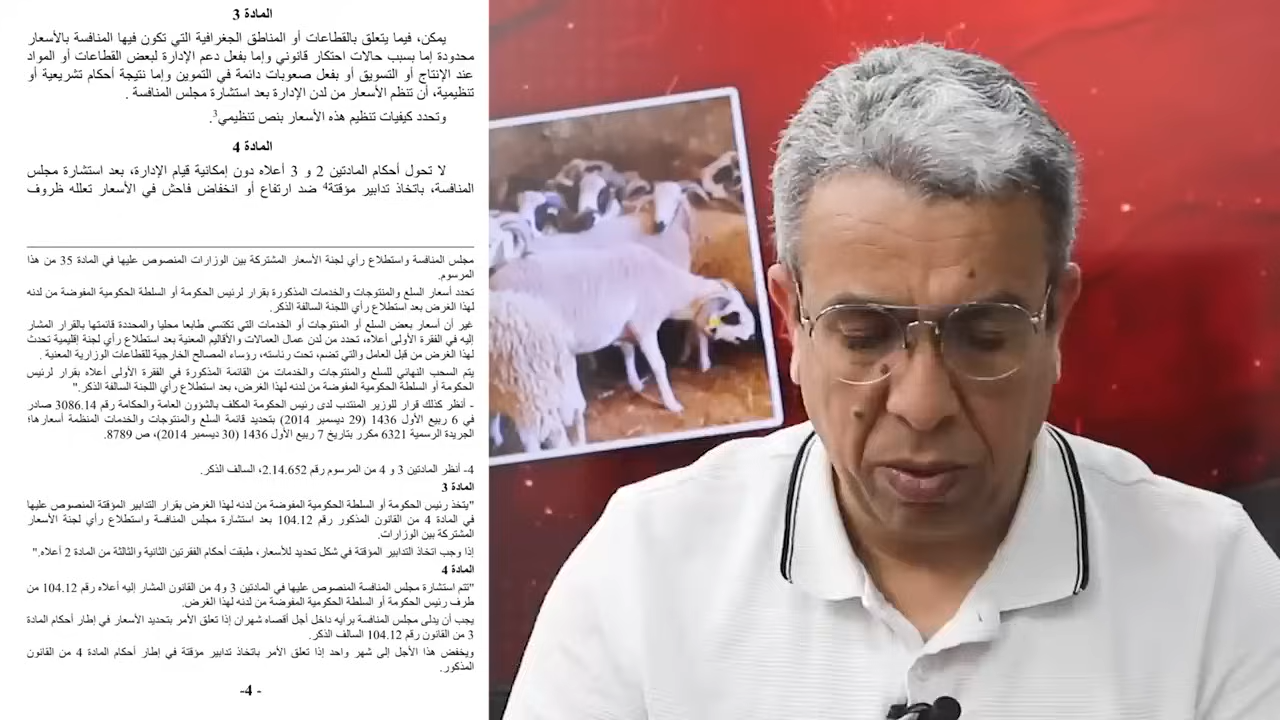 المادة 3
يمكن، فيما يتعلق بالقطاعات أو المناطق الجغرافية التي تكون فيها المنافسة بالأسعار
محدودة إما بسبب حالات احتكار قانوني وإما بفعل دعم الإدارة لبعض القطاعات أو المواد
عند الإنتاج أو التسويق أو بفعل صعوبات دائمة في التموين وإما نتيجة أحكام تشريعية أو
تنظيمية، أن تنظم الأسعار من لدن الإدارة بعد استشارة مجلس المنافسة .
وتحدد كيفيات تنظيم هذه الأسعار بنص تنظيمي3.
المادة 4
لا تحول أحكام المادتين 2 و 3 أعلاه دون إمكانية قيام الإدارة، بعد استشارة مجلس
المنافسة، باتخاذ تدابير مؤقتة4 ضد ارتفاع أو انخفاض فاحش في الأسعار تعلله ظروف
مجلس المنافسة واستطلاع رأي لجنة الأسعار المشتركة بين الوزارات المنصوص عليها في المادة 35 من هذا
المرسوم.
تحدد أسعار السلع والمنتوجات والخدمات المذكورة بقرار لرئيس الحكومة أو السلطة الحكومية المفوضة من لدنه
لهذا الغرض بعد استطلاع رأي اللجنة السالفة الذكر.
غير أن أسعار بعض السلع أو المنتوجات أو الخدمات التي تكتسي طابعا محليا والمحددة قائمتها بالقرار المشار
إليه في الفقرة الأولى أعلاه، تحدد من لدن عمال العمالات والأقاليم المعنية بعد استطلاع رأي لجنة إقليمية تحدث
لهذا الغرض من قبل العامل والتي تضم، تحت رئاسته، رؤساء المصالح الخارجية للقطاعات الوزارية المعنية .
يتم السحب النهائي للسلع والمنتوجات والخدمات من القائمة المذكورة في الفقرة الأولى أعلاه بقرار لرئيس
الحكومة أو السلطة الحكومية المفوضة من لدنه لهذا الغرض، بعد استطلاع رأي اللجنة السالفة الذكر."
- أنظر كذلك قرار للوزير المنتدب لدى رئيس الحكومة المكلف بالشؤون العامة والحكامة رقم 3086.14 صادر
في 6 ربيع الأول 1436 (29 ديسمبر 2014) بتحديد قائمة السلع والمنتوجات والخدمات المنظمة أسعارها؛
الجريدة الرسمية 6321 مكرر بتاريخ 7 ربيع الأول 1436 (30 ديسمبر 2014)، ص 8789.
4- أنظر المادتين 3 و 4 من المرسوم رقم 2.14.652، السالف الذكر.
المادة 3
"يتخذ رئيس الحكومة أو السلطة الحكومية المفوضة من لدنه لهذا الغرض بقرار التدابير المؤقتة المنصوص عليها
في المادة 4 من القانون المذكور رقم 104.12 بعد استشارة مجلس المنافسة واستطلاع رأي لجنة الأسعار
المشتركة بين الوزارات.
إذا وجب اتخاذ التدابير المؤقتة في شكل تحديد للأسعار، طبقت أحكام الفقرتين الثانية والثالثة من المادة 2 أعلاه."
المادة 4
"تتم استشارة مجلس المنافسة المنصوص عليها في المادتين 3 و4 من القانون المشار إليه أعلاه رقم 104.12 من
طرف رئيس الحكومة أو السلطة الحكومية المفوضة من لدنه لهذا الغرض.
يجب أن يدلى مجلس المنافسة برأيه داخل أجل أقصاه شهران إذا تعلق الأمر بتحديد الأسعار في إطار أحكام المادة
3 من القانون رقم 104.12 السالف الذكر.
ويخفض هذا الأجل إلى شهر واحد إذا تعلق الأمر باتخاذ تدابير مؤقتة في إطار أحكام المادة 4 من القانون
المذكور.
-4 -